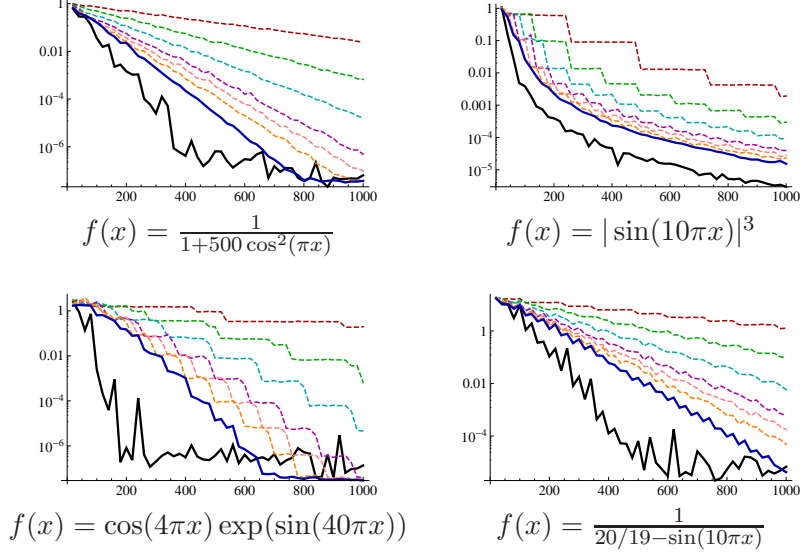 1
0.01
10^{-4}
10^{-6}
200 400 600 800 1000
f(x) = \frac{1}{1+500 \cos^2(\pi x)}
1
0.1
0.01
0.001
10^{-4}
10^{-5}
200 400 600 800 1000
f(x) = |\sin(10\pi x)|^3
1
0.01
10^{-4}
10^{-6}
200 400 600 800 1000
f(x) = \cos(4\pi x) \exp(\sin(40\pi x))
1
0.01
10^{-4}
200 400 600 800 1000
f(x) = \frac{1}{20/19-\sin(10\pi x)}